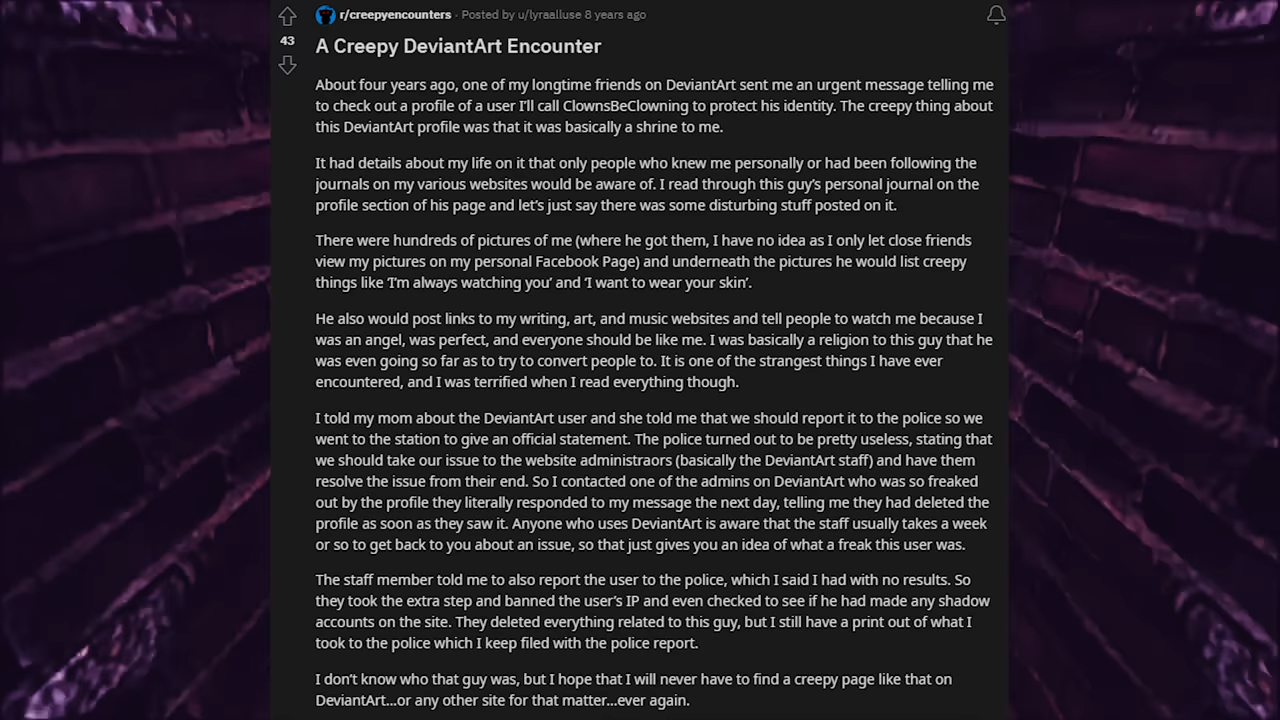 r/creepyencounters · Posted by u/lyraalluse 8 years ago
43
A Creepy DeviantArt Encounter
About four years ago, one of my longtime friends on DeviantArt sent me an urgent message telling me
to check out a profile of a user I'll call ClownsBeClowning to protect his identity. The creepy thing about
this DeviantArt profile was that it was basically a shrine to me.
It had details about my life on it that only people who knew me personally or had been following the
journals on my various websites would be aware of. I read through this guy's personal journal on the
profile section of his page and let's just say there was some disturbing stuff posted on it.
There were hundreds of pictures of me (where he got them, I have no idea as I only let close friends
view my pictures on my personal Facebook Page) and underneath the pictures he would list creepy
things like 'I'm always watching you' and 'I want to wear your skin'.
He also would post links to my writing, art, and music websites and tell people to watch me because I
was an angel, was perfect, and everyone should be like me. I was basically a religion to this guy that he
was even going so far as to try to convert people to. It is one of the strangest things I have ever
encountered, and I was terrified when I read everything though.
I told my mom about the DeviantArt user and she told me that we should report it to the police so we
went to the station to give an official statement. The police turned out to be pretty useless, stating that
we should take our issue to the website administraors (basically the DeviantArt staff) and have them
resolve the issue from their end. So I contacted one of the admins on DeviantArt who was so freaked
out by the profile they literally responded to my message the next day, telling me they had deleted the
profile as soon as they saw it. Anyone who uses DeviantArt is aware that the staff usually takes a week
or so to get back to you about an issue, so that just gives you an idea of what a freak this user was.
The staff member told me to also report the user to the police, which I said I had with no results. So
they took the extra step and banned the user's IP and even checked to see if he had made any shadow
accounts on the site. They deleted everything related to this guy, but I still have a print out of what I
took to the police which I keep filed with the police report.
I don't know who that guy was, but I hope that I will never have to find a creepy page like that on
DeviantArt...or any other site for that matter...ever again.